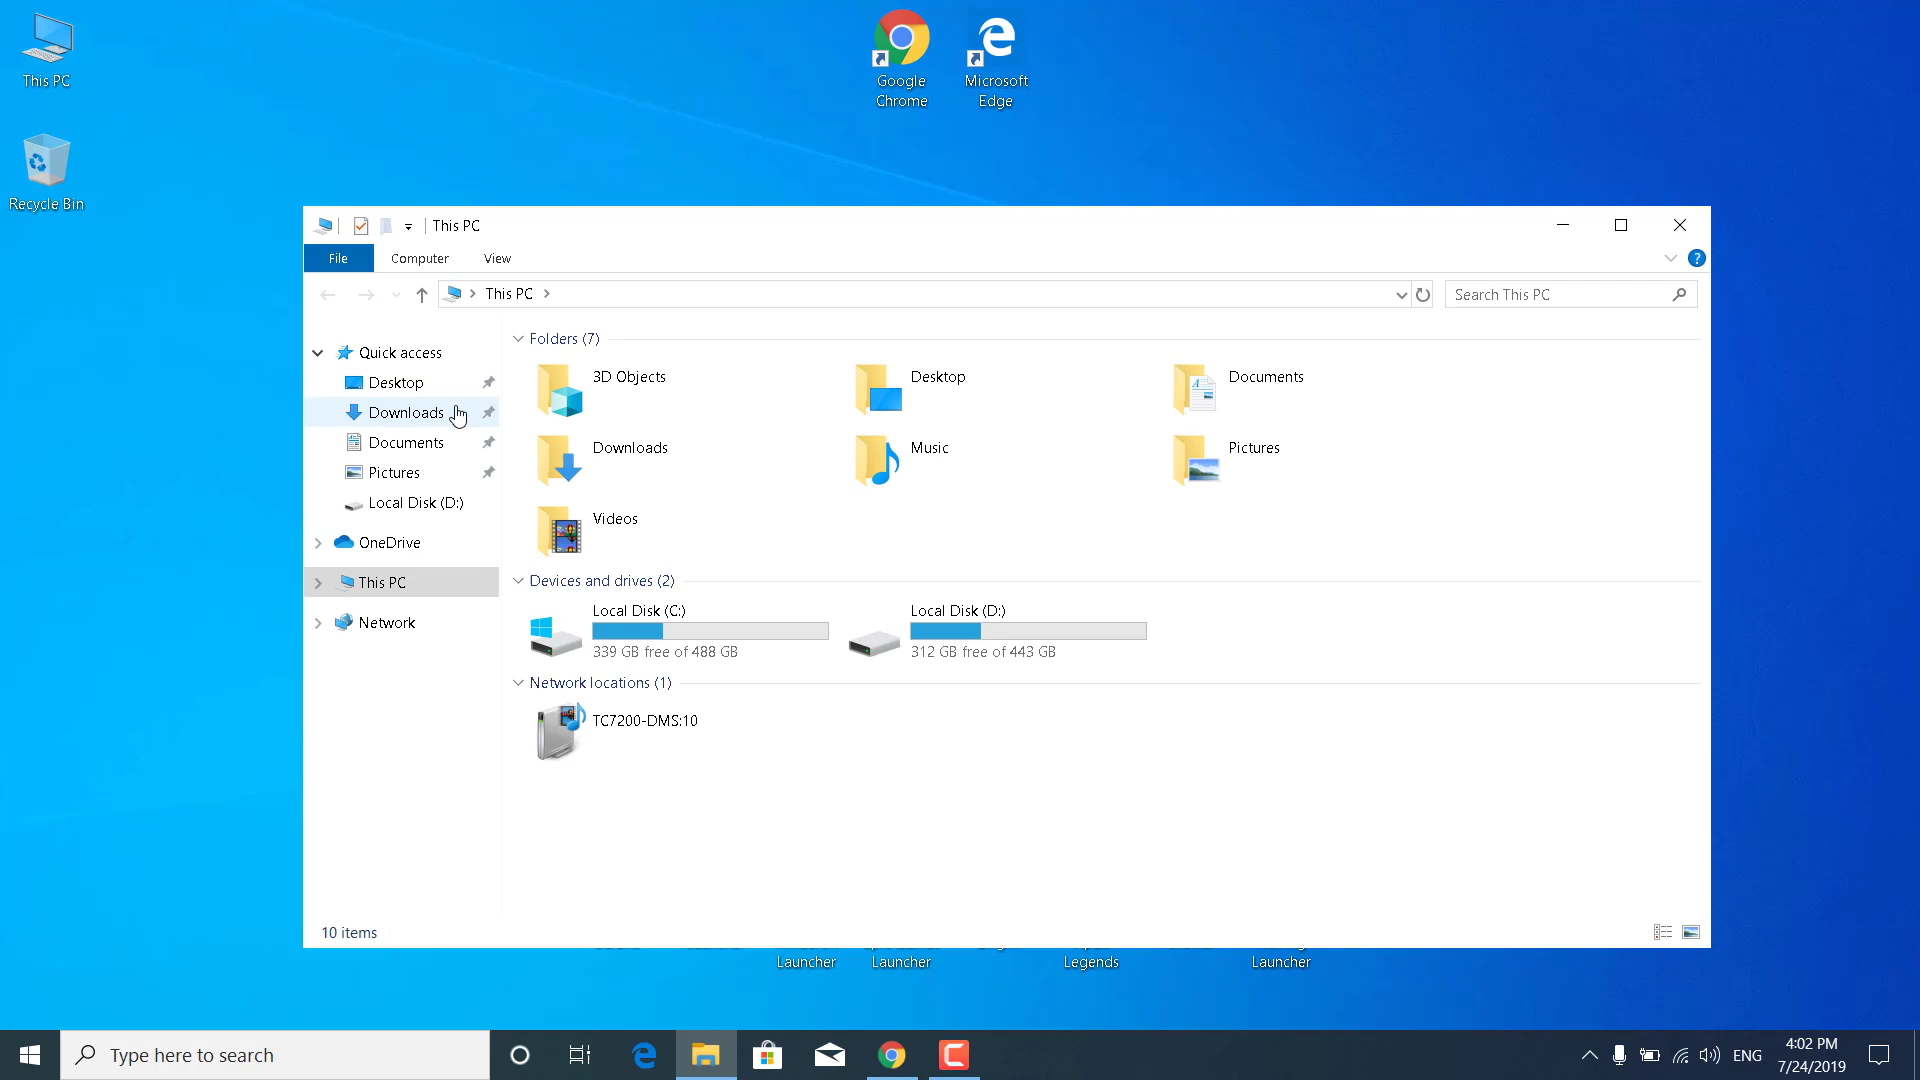 This PC
Google
Chrome
Microsoft
Edge
Recycle Bin
This PC
File
Computer
View
?
This PC
Search This PC
Quick access
Desktop
Downloads
Documents
Pictures
Local Disk (D:)
OneDrive
This PC
Network
Folders (7)
3D Objects
Desktop
Documents
Downloads
Music
Pictures
Videos
Devices and drives (2)
Local Disk (C:)
339 GB free of 488 GB
Local Disk (D:)
312 GB free of 443 GB
Network locations (1)
TC7200-DMS:10
10 items
Launcher
Launcher
Legends
Launcher
Type here to search
ENG
4:02 PM
7/24/2019